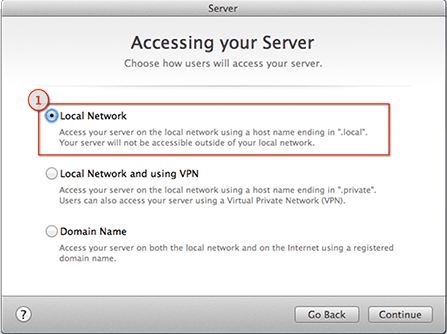 Server
Accessing your Server
Choose how users will access your server.
1
Local Network
Access your server on the local network using a host name ending in ".local".
Your server will not be accessible outside of your local network.
Local Network and using VPN
Access your server on the local network using a host name ending in ".private".
Users can also access your server using a Virtual Private Network (VPN).
Domain Name
Access your server on both the local network and on the Internet using a registered
domain name.
? Go Back Continue